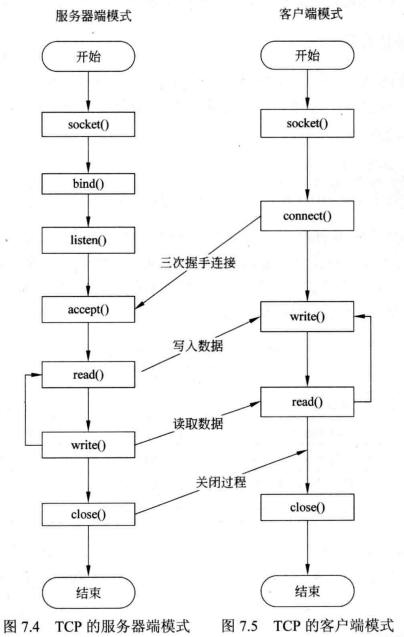 服务器端模式
客户端模式
开始
开始
socket()
socket()
bind()
connect()
listen()
三次握手连接
accept()
write()
写入数据
read()
read()
读取数据
write()
关闭过程
close()
close()
结束
结束
图 7.4 TCP 的服务器端模式
图 7.5 TCP 的客户端模式